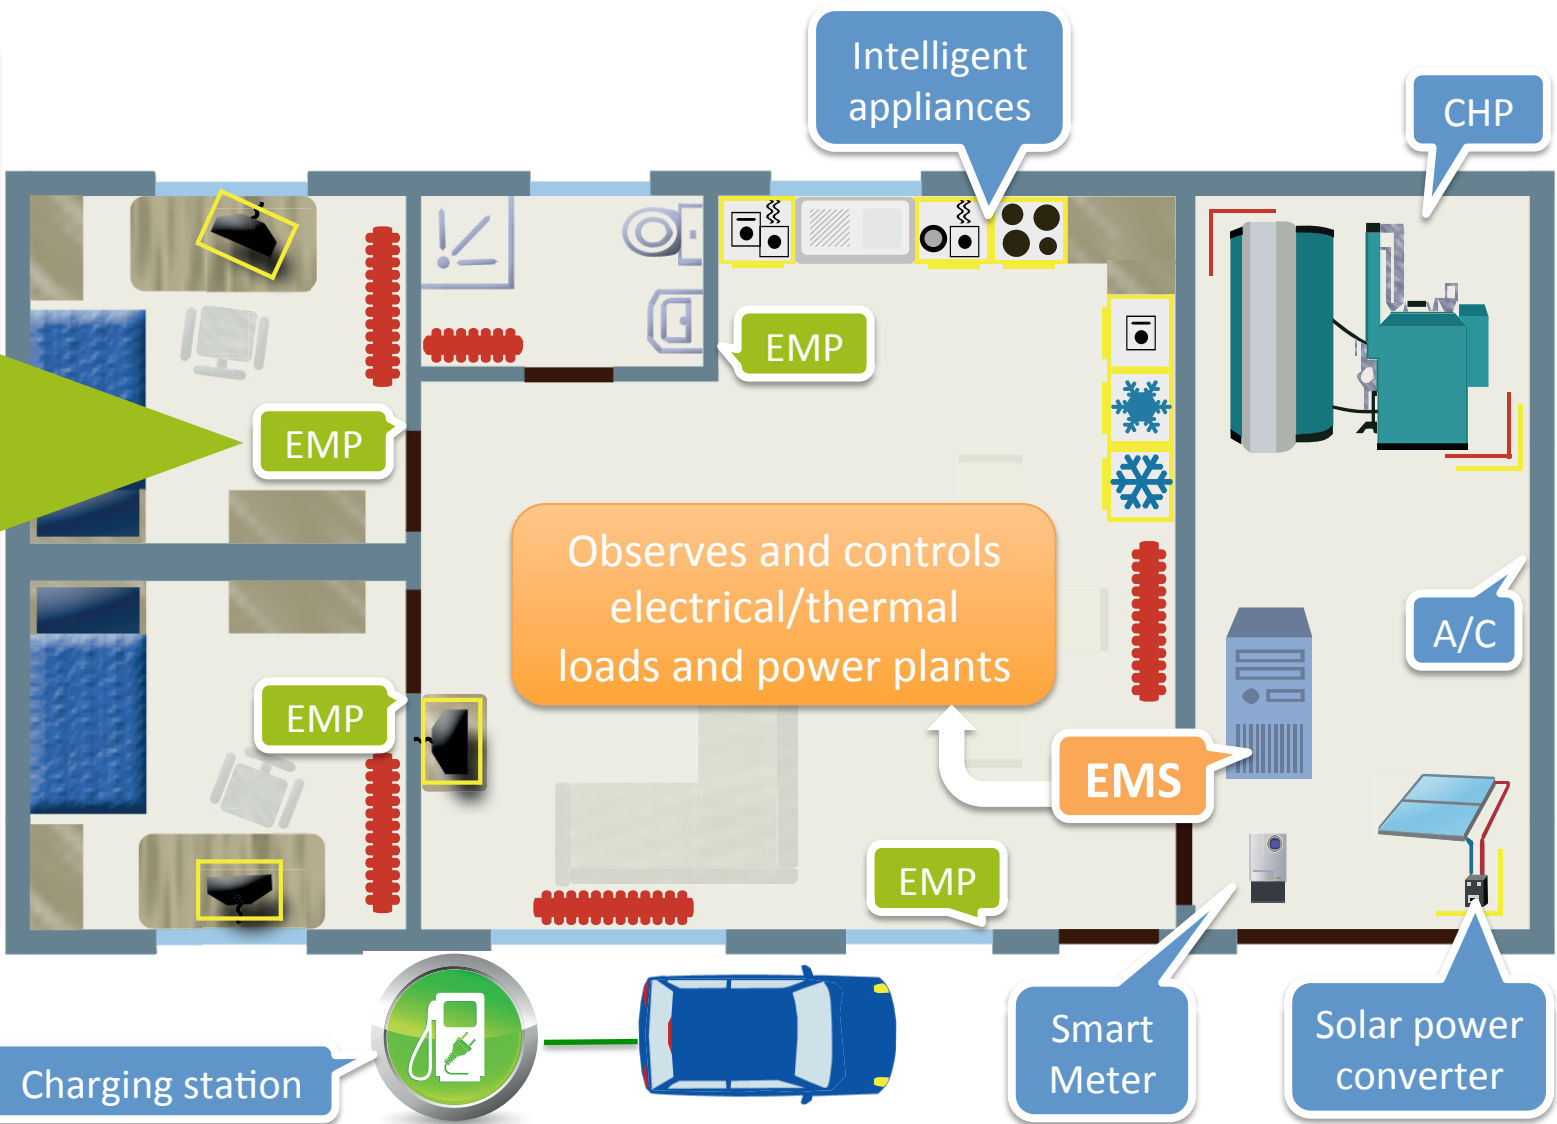 Intelligent
appliances
CHP
EMP
EMP
Observes and controls
electrical/thermal
loads and power plants
A/C
EMP
EMS
EMP
Smart
Meter
Solar power
converter
Charging station